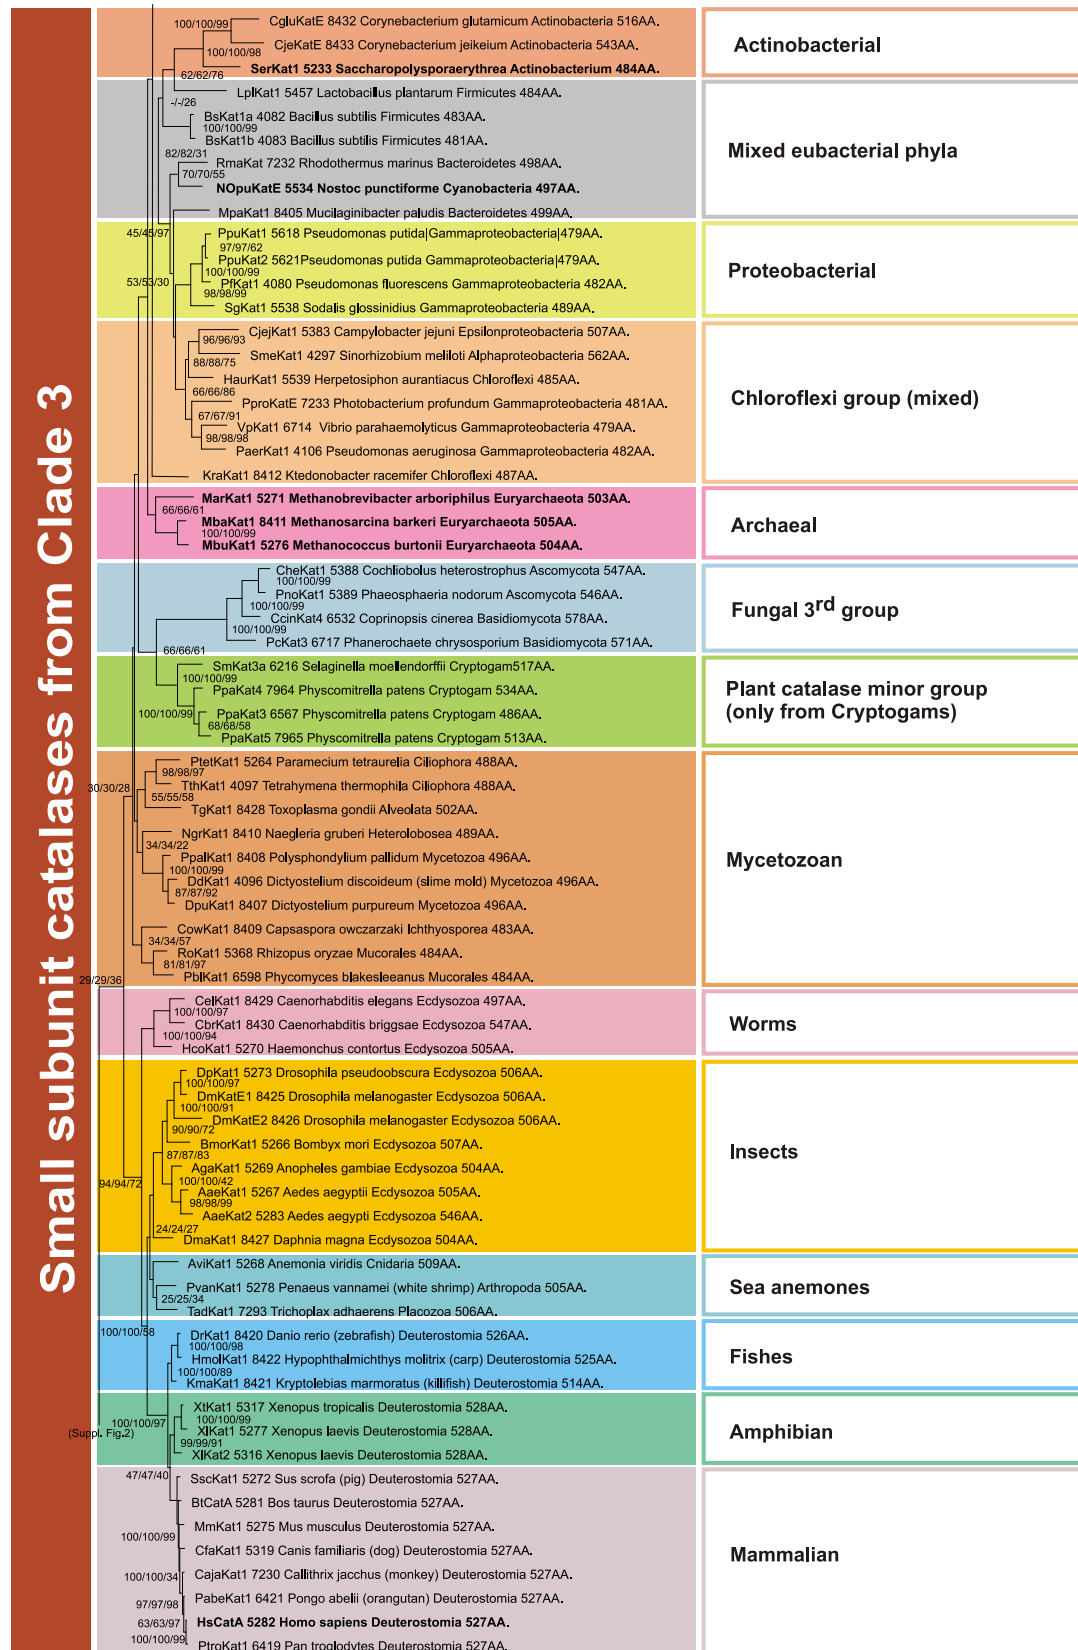 Small subunit catalases from Clade 3
100/100/99
CgluKatE 8432 Corynebacterium glutamicum Actinobacteria 516AA.
CjeKatE 8433 Corynebacterium jeikeium Actinobacteria 543AA.
100/100/98
SerKat1 5233 Saccharopolysporaerythrea Actinobacterium 484AA.
62/62/76
Actinobacterial
LplKat1 5457 Lactobacillus plantarum Firmicutes 484AA.
-/-/26
BsKat1a 4082 Bacillus subtilis Firmicutes 483AA.
100/100/99
BsKat1b 4083 Bacillus subtilis Firmicutes 481AA.
82/82/31
RmaKat 7232 Rhodothermus marinus Bacteroidetes 498AA.
70/70/55
NOpuKatE 5534 Nostoc punctiforme Cyanobacteria 497AA.
MpaKat1 8405 Mucilaginibacter paludis Bacteroidetes 499AA.
Mixed eubacterial phyla
45/45/97
PpuKat1 5618 Pseudomonas putida|Gammaproteobacteria|479AA.
97/97/62
PpuKat2 5621Pseudomonas putida Gammaproteobacteria|479AA.
100/100/99
53/53/30
PfKat1 4080 Pseudomonas fluorescens Gammaproteobacteria 482AA.
98/98/99
SgKat1 5538 Sodalis glossinidius Gammaproteobacteria 489AA.
Proteobacterial
CjejKat1 5383 Campylobacter jejuni Epsilonproteobacteria 507AA.
96/96/93
SmeKat1 4297 Sinorhizobium meliloti Alphaproteobacteria 562AA.
88/88/75
HaurKat1 5539 Herpetosiphon aurantiacus Chloroflexi 485AA.
66/66/86
PproKatE 7233 Photobacterium profundum Gammaproteobacteria 481AA.
67/67/91
VpKat1 6714 Vibrio parahaemolyticus Gammaproteobacteria 479AA.
98/98/98
PaerKat1 4106 Pseudomonas aeruginosa Gammaproteobacteria 482AA.
KraKat1 8412 Ktedonobacter racemifer Chloroflexi 487AA.
Chloroflexi group (mixed)
MarKat1 5271 Methanobrevibacter arboriphilus Euryarchaeota 503AA.
66/66/61
MbaKat1 8411 Methanosarcina barkeri Euryarchaeota 505AA.
100/100/99
MbuKat1 5276 Methanococcus burtonii Euryarchaeota 504AA.
Archaeal
CheKat1 5388 Cochliobolus heterostrophus Ascomycota 547AA.
100/100/99
PnoKat1 5389 Phaeosphaeria nodorum Ascomycota 546AA.
100/100/99
CcinKat4 6532 Coprinopsis cinerea Basidiomycota 578AA.
100/100/99
PcKat3 6717 Phanerochaete chrysosporium Basidiomycota 571AA.
66/66/61
Fungal 3rd group
SmKat3a 6216 Selaginella moellendorffii Cryptogam517AA.
100/100/99
PpaKat4 7964 Physcomitrella patens Cryptogam 534AA.
100/100/99
PpaKat3 6567 Physcomitrella patens Cryptogam 486AA.
68/68/58
PpaKat5 7965 Physcomitrella patens Cryptogam 513AA.
Plant catalase minor group
(only from Cryptogams)
PtetKat1 5264 Paramecium tetraurelia Ciliophora 488AA.
98/98/97
30/30/28
TthKat1 4097 Tetrahymena thermophila Ciliophora 488AA.
55/55/58
TgKat1 8428 Toxoplasma gondii Alveolata 502AA.
NgrKat1 8410 Naegleria gruberi Heterolobosea 489AA.
34/34/22
PpalKat1 8408 Polysphondylium pallidum Mycetozoa 496AA.
100/100/99
DdKat1 4096 Dictyostelium discoideum (slime mold) Mycetozoa 496AA.
87/87/92
DpuKat1 8407 Dictyostelium purpureum Mycetozoa 496AA.
CowKat1 8409 Capsaspora owczarzaki Ichthyosporea 483AA.
34/34/57
RoKat1 5368 Rhizopus oryzae Mucorales 484AA.
81/81/97
PblKat1 6598 Phycomyces blakesleeanus Mucorales 484AA.
29/29/36
Mycetozoan
CelKat1 8429 Caenorhabditis elegans Ecdysozoa 497AA.
100/100/97
CbrKat1 8430 Caenorhabditis briggsae Ecdysozoa 547AA.
100/100/94
HcoKat1 5270 Haemonchus contortus Ecdysozoa 505AA.
Worms
DpKat1 5273 Drosophila pseudoobscura Ecdysozoa 506AA.
100/100/97
DmKatE1 8425 Drosophila melanogaster Ecdysozoa 506AA.
100/100/91
DmKatE2 8426 Drosophila melanogaster Ecdysozoa 506AA.
90/90/72
BmorKat1 5266 Bombyx mori Ecdysozoa 507AA.
87/87/83
AgaKat1 5269 Anopheles gambiae Ecdysozoa 504AA.
100/100/42
94/94/72
AaeKat1 5267 Aedes aegyptii Ecdysozoa 505AA.
98/98/99
AaeKat2 5283 Aedes aegypti Ecdysozoa 546AA.
24/24/27
DmaKat1 8427 Daphnia magna Ecdyszoa 504AA.
Insects
AviKat1 5268 Anemonia viridis Cnidaria 509AA.
PvanKat1 5278 Penaeus vannamei (white shrimp) Arthropoda 505AA.
25/25/34
TadKat1 7293 Trichoplax adhaerens Placozoa 506AA.
Sea anemones
100/100/58
DrKat1 8420 Danio rerio (zebrafish) Deuterostomia 526AA.
100/100/98
HmolKat1 8422 Hypophthalmichthys molitrix (carp) Deuterostomia 525AA.
100/100/89
KmaKat1 8421 Kryptolebias marmoratus (killifish) Deuterostomia 514AA.
Fishes
XtKat1 5317 Xenopus tropicalis Deuterostomia 528AA.
100/100/99
100/100/97
(Suppl. Fig.2)
XlKat1 5277 Xenopus laevis Deuterostomia 528AA.
99/99/91
XlKat2 5316 Xenopus laevis Deuterostomia 528AA.
Amphibian
47/47/40
SscKat1 5272 Sus scrofa (pig) Deuterostomia 527AA.
BtCatA 5281 Bos taurus Deuterostomia 527AA.
MmKat1 5275 Mus musculus Deuterostomia 527AA.
100/100/99
CfaKat1 5319 Canis familiaris (dog) Deuterostomia 527AA.
100/100/34
CajaKat1 7230 Callithrix jacchus (monkey) Deuterostomia 527AA.
PabeKat1 6421 Pongo abelii (orangutan) Deuterostomia 527AA.
97/97/98
63/63/97
HsCatA 5282 Homo sapiens Deuterostomia 527AA.
100/100/99
PtroKat1 6419 Pan troglodytes Deuterostomia 527AA.
Mammalian